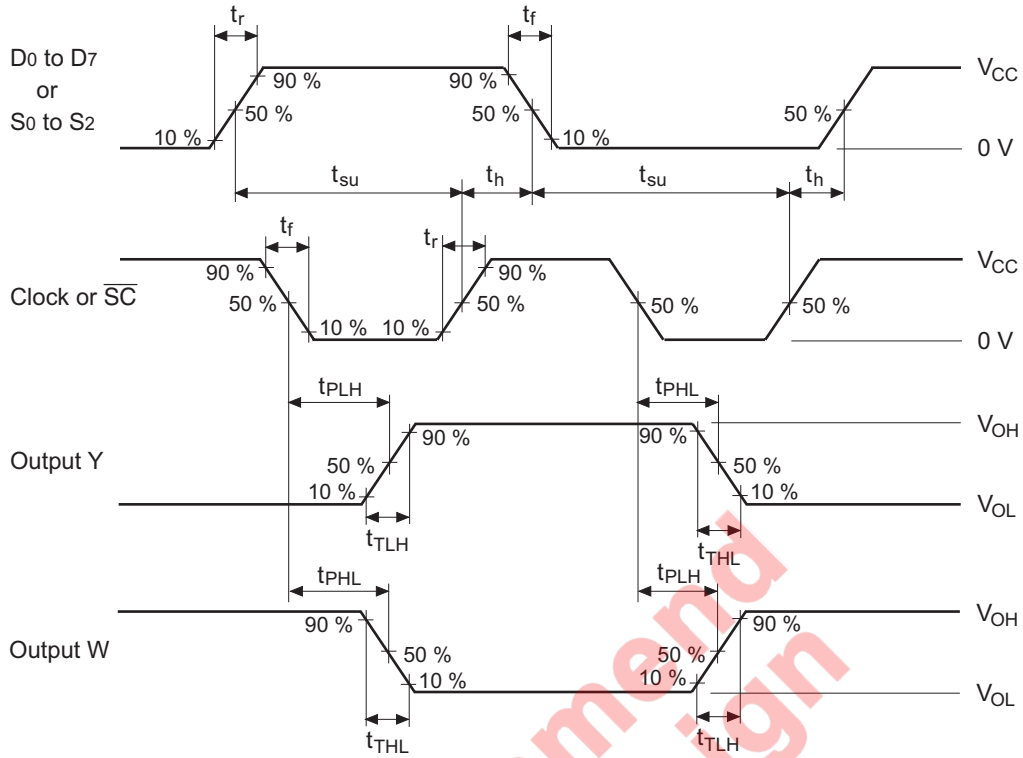 tr tf
D0 to D7
or
S0 to S2
90 % 90 % VCC
50 % 50 % 50 %
10 % 10 % 0 V
tsu th tsu th
tf tr
Clock or S̅C̅
90 % 90 % VCC
50 % 50 % 50 % 50 %
10 % 10 % 0 V
tPLH tPHL
Output Y
90 % 90 % VOH
50 % 50 %
10 % 10 % VOL
tTLH tTHL
tPHL tPLH
Output W
90 % 90 % VOH
50 % 50 %
10 % 10 % VOL
tTHL tTLH